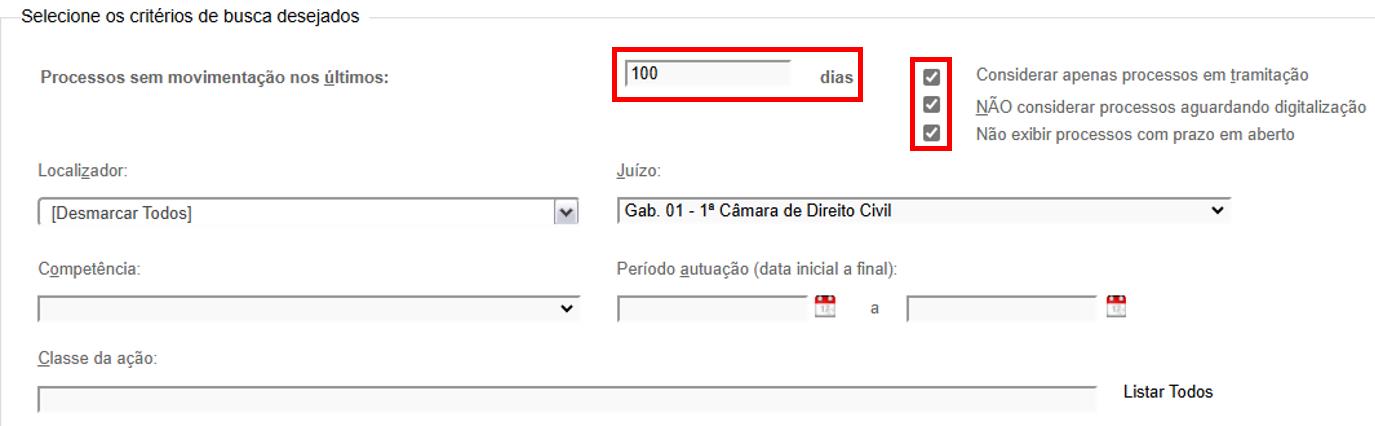 Selecione os critérios de busca desejados
Processos sem movimentação nos últimos: 100 dias
Considerar apenas processos em tramitação
NÃO considerar processos aguardando digitalização
Não exibir processos com prazo em aberto
Localizador: Juízo:
[Desmarcar Todos] Gab. 01 - 1ª Câmara de Direito Civil
Competência: Período autuação (data inicial a final):
a
Classe da ação:
Listar Todos